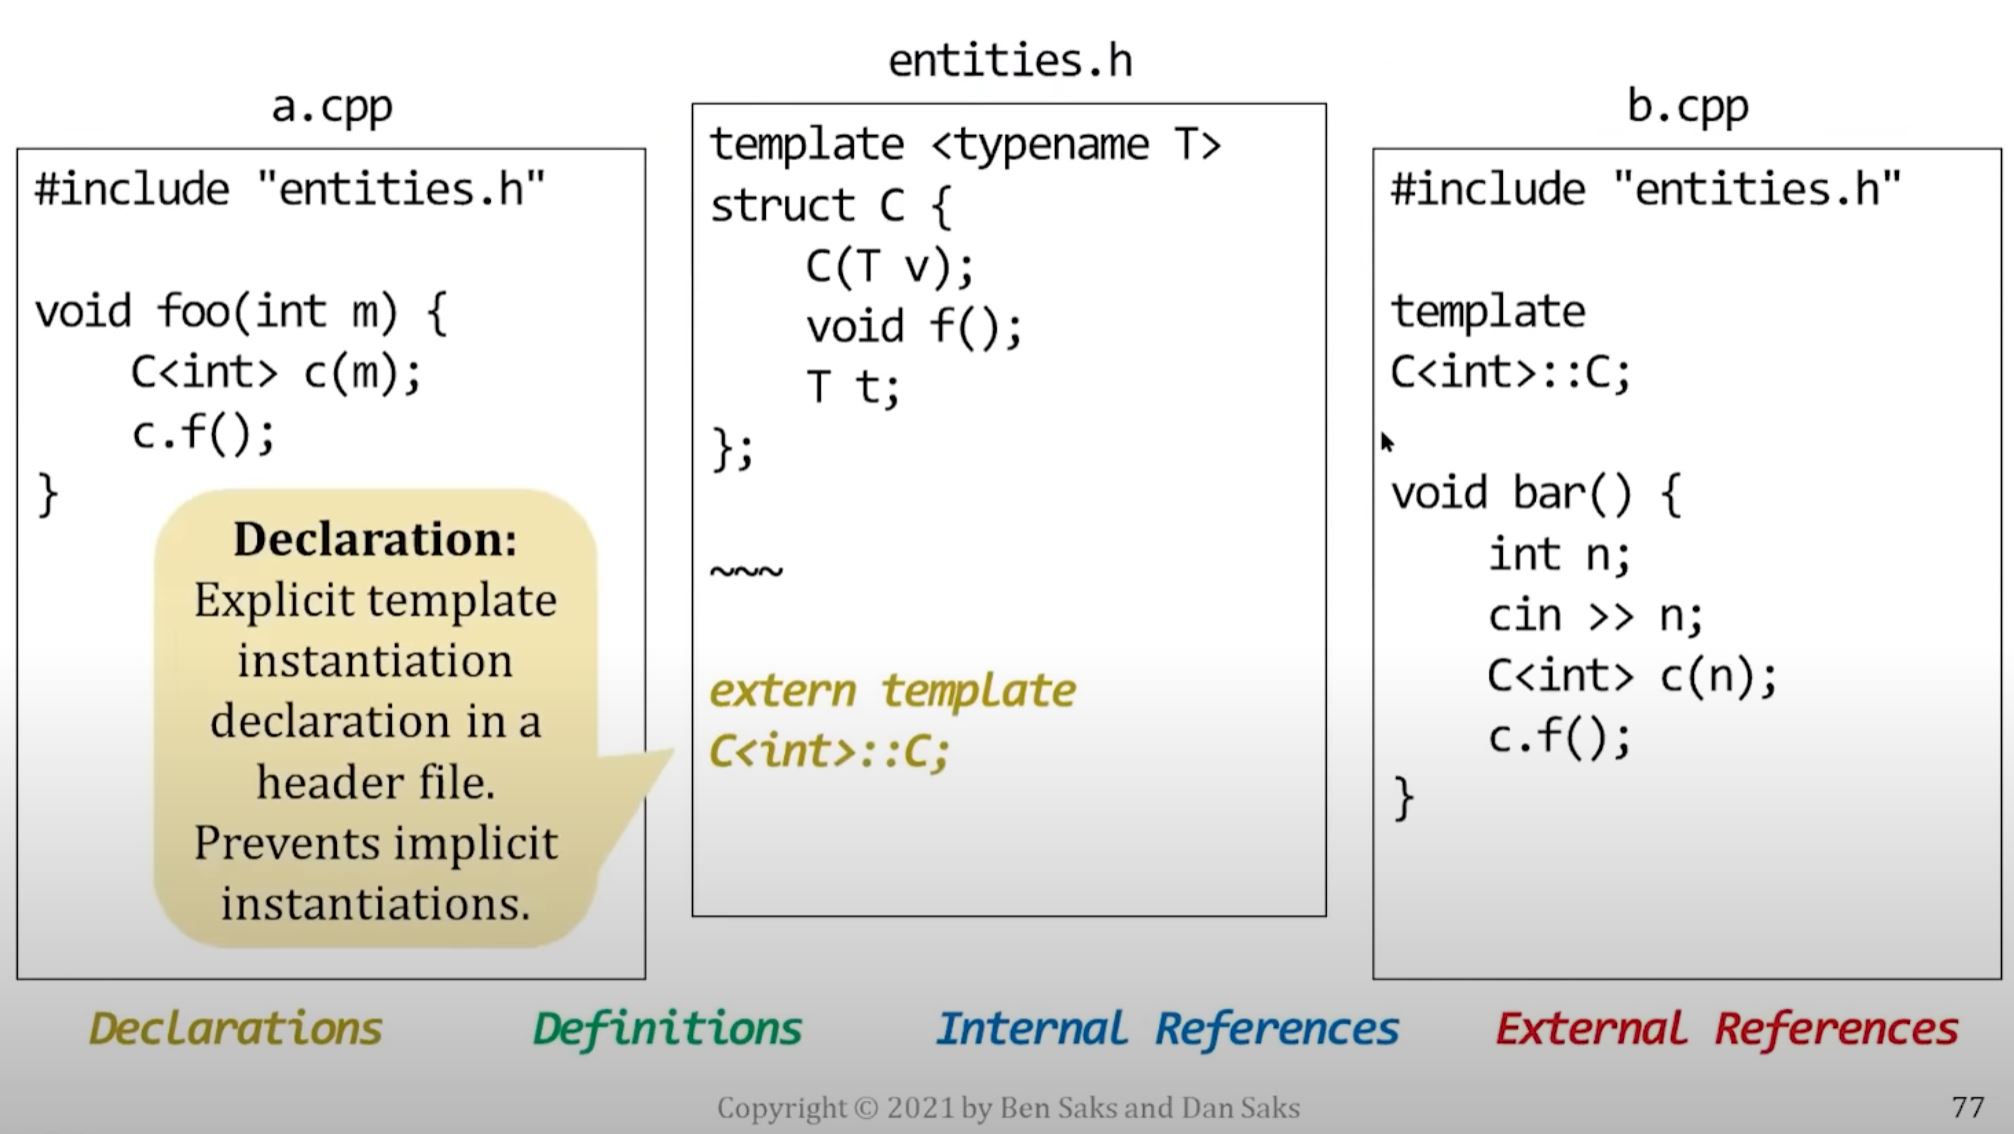 entities.h
a.cpp
b.cpp
#include "entities.h"
void foo(int m) {
C<int> c(m);
c.f();
}
Declaration:
Explicit template
instantiation
declaration in a
header file.
Prevents implicit
instantiations.
template <typename T>
struct C {
C(T v);
void f();
T t;
};
~~~
extern template
C<int>::C;
#include "entities.h"
template
C<int>::C;
void bar() {
int n;
cin >> n;
C<int> c(n);
c.f();
}
Declarations Definitions Internal References External References
Copyright © 2021 by Ben Saks and Dan Saks
77